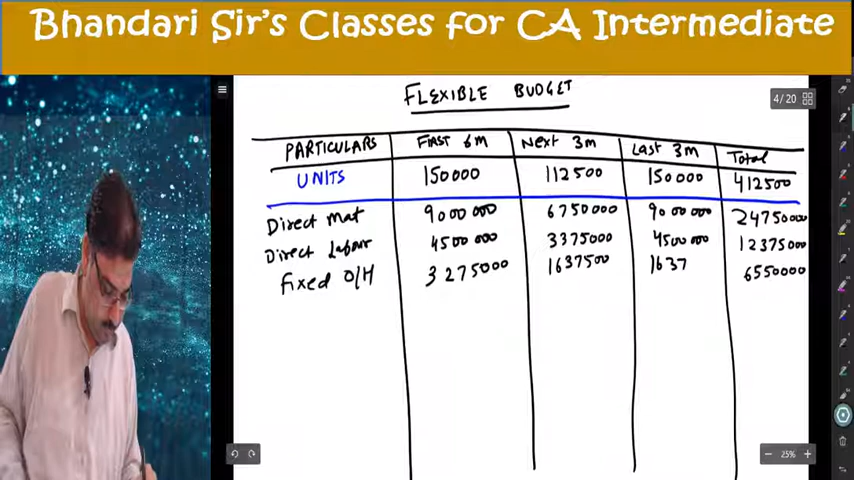 Bhandari Sir's Classes for CA Intermediate
FLEXIBLE BUDGET
4/20
PARTICULARS First 6m Next 3m Last 3m Total
UNITS 150000 112500 150000 412500
Direct Mat 9000000 6750000 9000000 24750000
Direct Labour 4500000 3375000 4500000 12375000
Fixed O/H 3275000 1637500 1637 6550000
25%